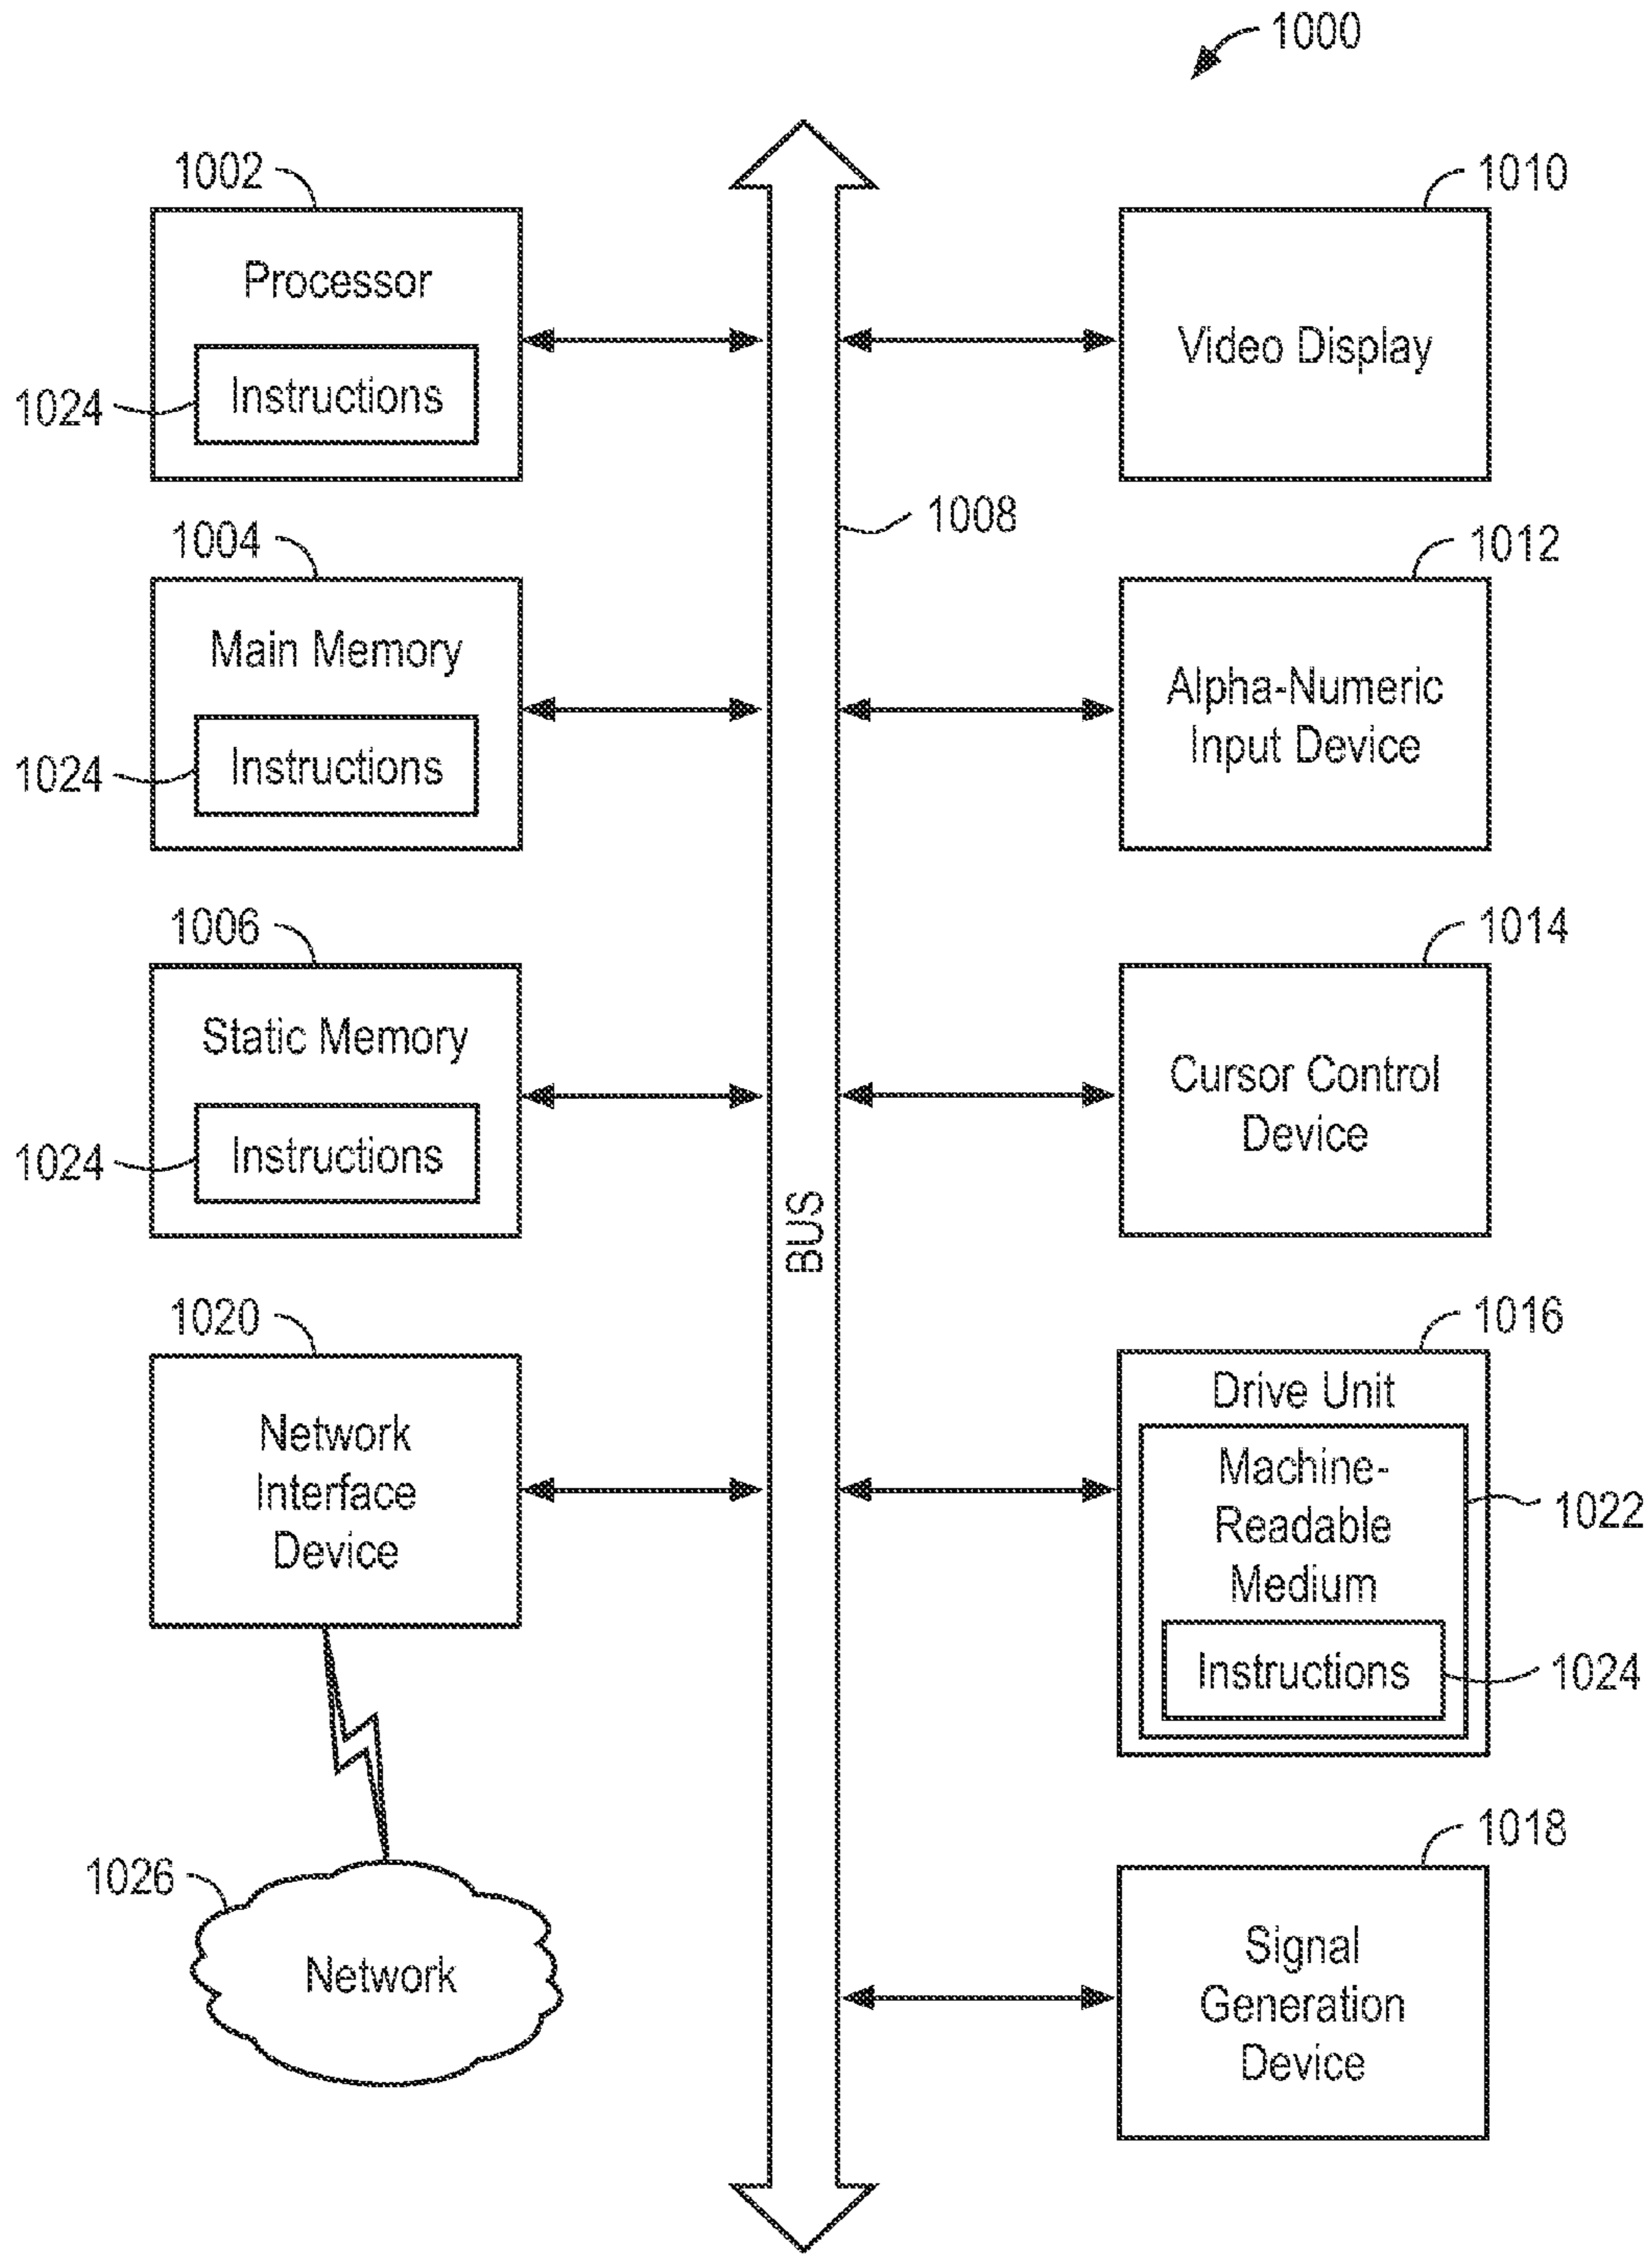 1000
1002
Processor
Instructions
1024
1004
Main Memory
Instructions
1024
1006
Static Memory
Instructions
1024
1020
Network
Interface
Device
1026
Network
BUS
1008
1010
Video Display
1012
Alpha-Numeric
Input Device
1014
Cursor Control
Device
1016
Drive Unit
Machine-
Readable
Medium
1022
Instructions
1024
1018
Signal
Generation
Device